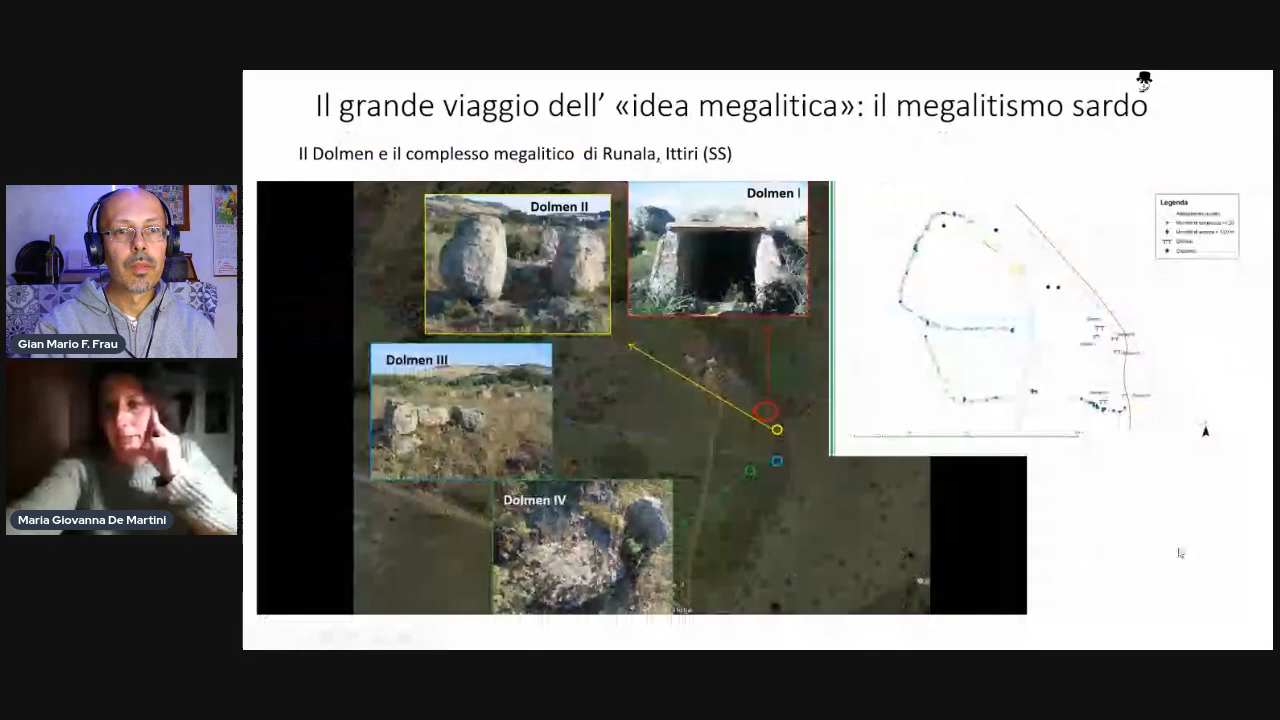 Il grande viaggio dell' «idea megalitica»: il megalitismo sardo
Il Dolmen e il complesso megalitico di Runala, Ittiri (SS)
Dolmen II
Dolmen I
Dolmen III
Dolmen IV
Legenda
Gian Mario F. Frau
Maria Giovanna De Martini